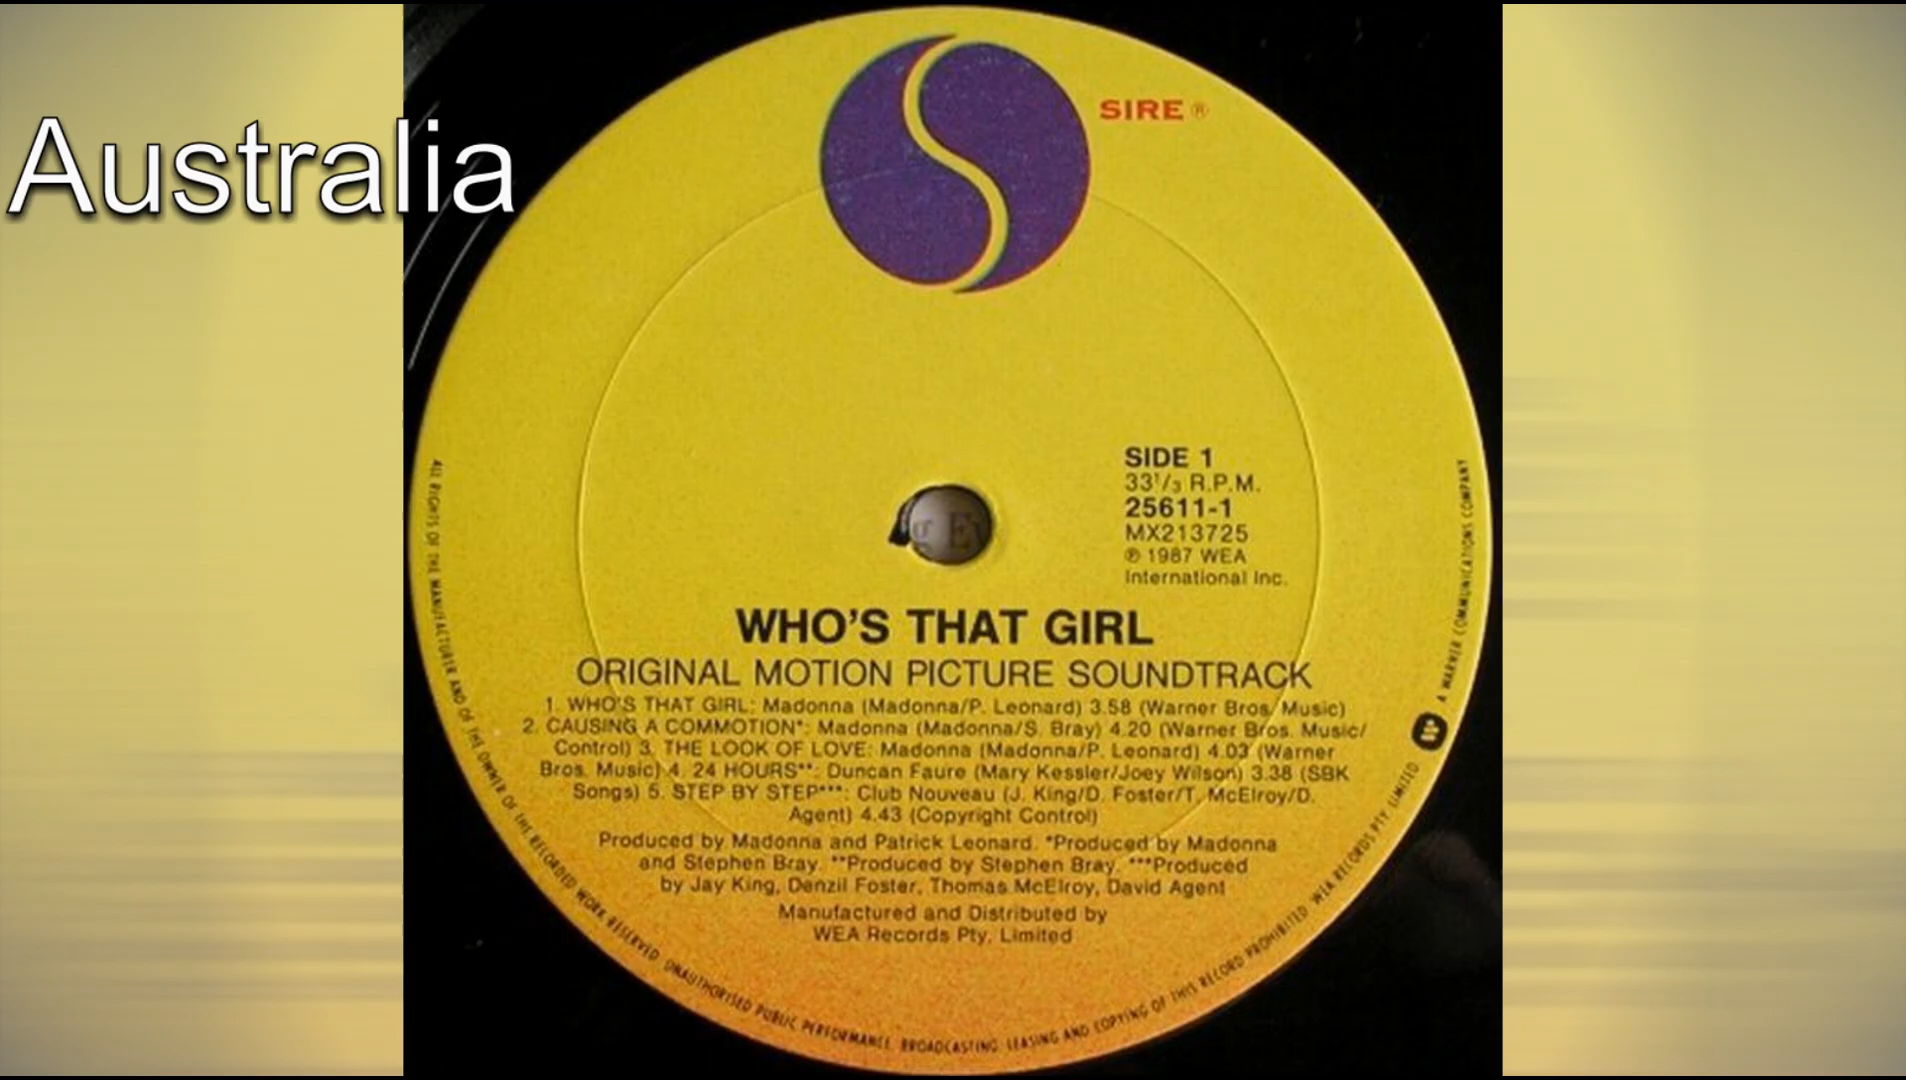 Australia
SIRE ®
SIDE 1
33⅓ R.P.M.
25611-1
MX213725
℗ 1987 WEA
International Inc.
WHO'S THAT GIRL
ORIGINAL MOTION PICTURE SOUNDTRACK
1. WHO'S THAT GIRL: Madonna (Madonna/P. Leonard) 3.58 (Warner Bros. Music)
2. CAUSING A COMMOTION*: Madonna (Madonna/S. Bray) 4.20 (Warner Bros. Music/
Control) 3. THE LOOK OF LOVE: Madonna (Madonna/P. Leonard) 4.03 (Warner
Bros. Music) 4. 24 HOURS**: Duncan Faure (Mary Kessler/Joey Wilson) 3.38 (SBK
Songs) 5. STEP BY STEP***: Club Nouveau (J. King/D. Foster/T. McElroy/D.
Agent) 4.43 (Copyright Control)
Produced by Madonna and Patrick Leonard. *Produced by Madonna
and Stephen Bray. **Produced by Stephen Bray. ***Produced
by Jay King, Denzil Foster, Thomas McElroy, David Agent
Manufactured and Distributed by
WEA Records Pty. Limited
ALL RIGHTS OF THE MANUFACTURER AND OF THE OWNER OF THE RECORDED WORK RESERVED. UNAUTHORISED PUBLIC PERFORMANCE, BROADCASTING, LEASING AND COPYING OF THIS RECORD PROHIBITED. WEA RECORDS PTY. LIMITED
A WARNER COMMUNICATIONS COMPANY